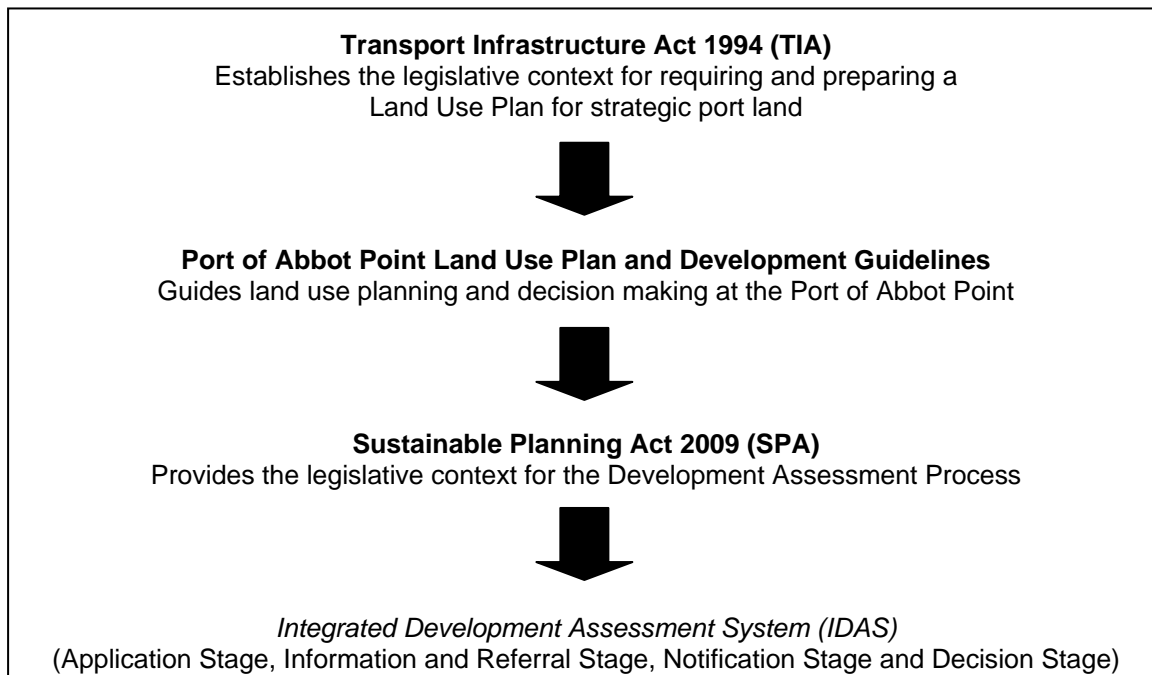 Transport Infrastructure Act 1994 (TIA)
Establishes the legislative context for requiring and preparing a
Land Use Plan for strategic port land
Port of Abbot Point Land Use Plan and Development Guidelines
Guides land use planning and decision making at the Port of Abbot Point
Sustainable Planning Act 2009 (SPA)
Provides the legislative context for the Development Assessment Process
Integrated Development Assessment System (IDAS)
(Application Stage, Information and Referral Stage, Notification Stage and Decision Stage)